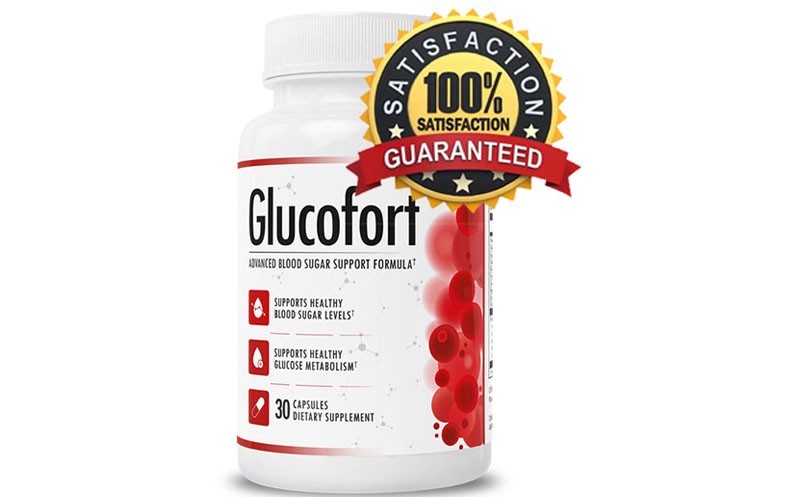 SATISFACTION
100%
SATISFACTION
GUARANTEED
Glucofort
ADVANCED BLOOD SUGAR SUPPORT FORMULA†
SUPPORTS HEALTHY
BLOOD SUGAR LEVELS†
SUPPORTS HEALTHY
GLUCOSE METABOLISM†
30 CAPSULES
DIETARY SUPPLEMENT